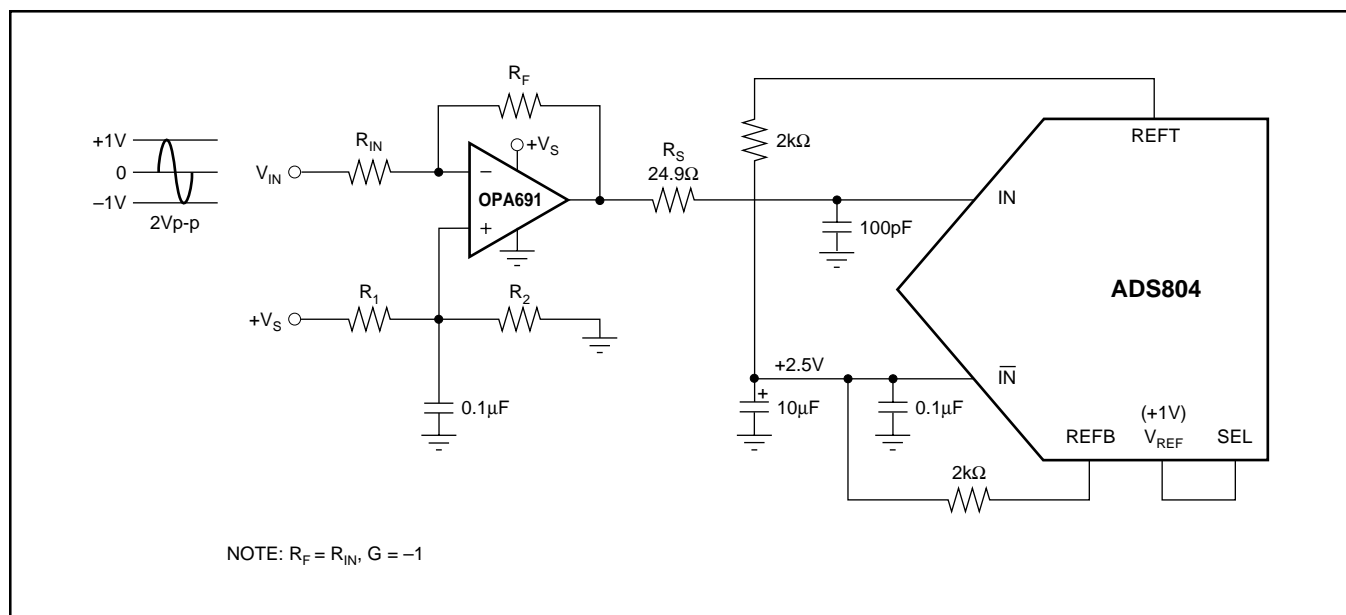 +1V
0
–1V
2Vp-p
V_IN
R_IN
R_F
+V_S
OPA691
–
+
R_S
24.9Ω
2kΩ
REFT
IN
100pF
ADS804
+V_S
R_1
R_2
0.1µF
+2.5V
+
10µF
0.1µF
I̅N̅
(+1V)
REFB V_REF SEL
2kΩ
NOTE: R_F = R_IN, G = –1